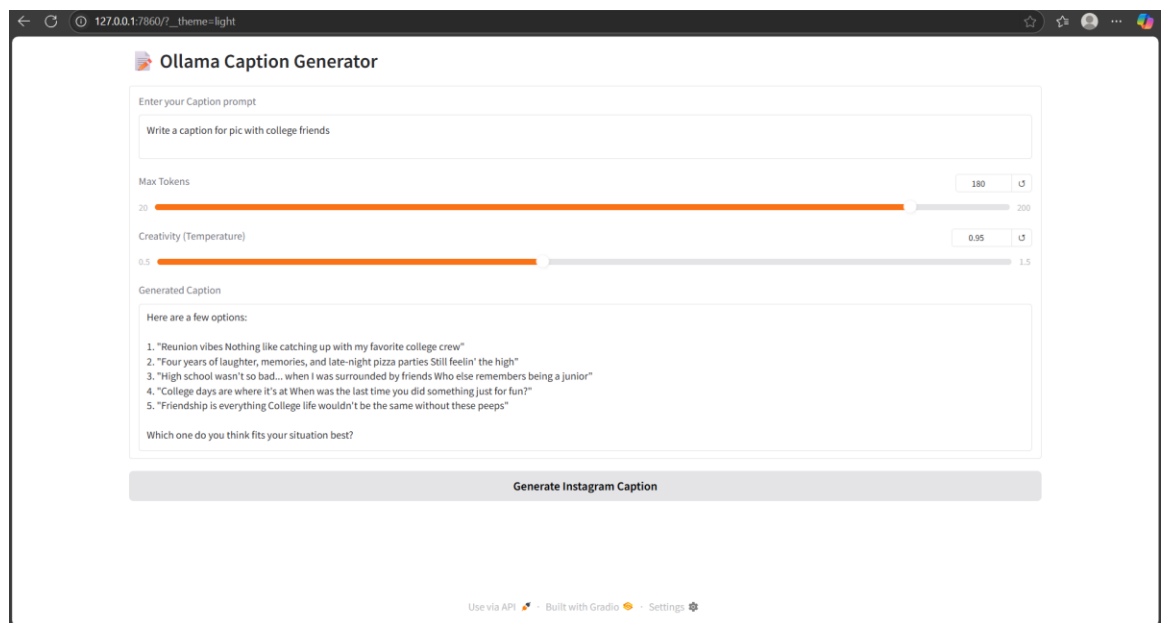 127.0.0.1:7860/?__theme=light
📝 Ollama Caption Generator
Enter your Caption prompt
Write a caption for pic with college friends
Max Tokens
180
20
200
Creativity (Temperature)
0.95
0.5
1.5
Generated Caption
Here are a few options:
1. "Reunion vibes Nothing like catching up with my favorite college crew"
2. "Four years of laughter, memories, and late-night pizza parties Still feelin' the high"
3. "High school wasn't so bad... when I was surrounded by friends Who else remembers being a junior"
4. "College days are where it's at When was the last time you did something just for fun?"
5. "Friendship is everything College life wouldn't be the same without these peeps"
Which one do you think fits your situation best?
Generate Instagram Caption
Use via API 🚀 · Built with Gradio · Settings ⚙️